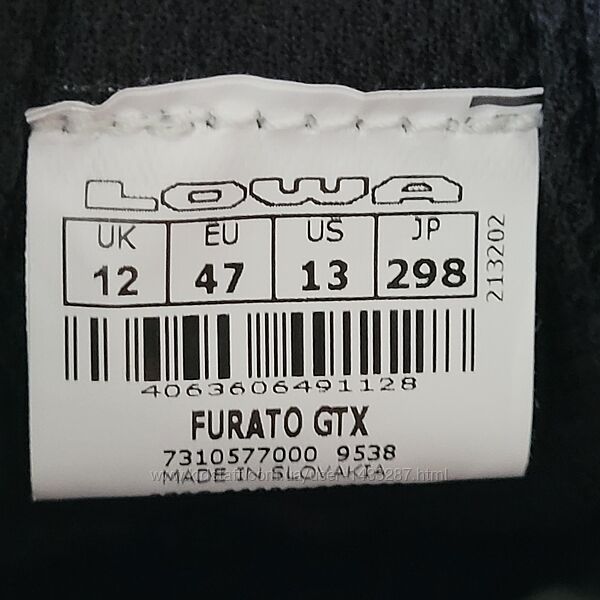 LOWA
UK EU US JP
12 47 13 298
213202
4063606491128
FURATO GTX
7310577000 9538
MADE IN SLOVAKIA